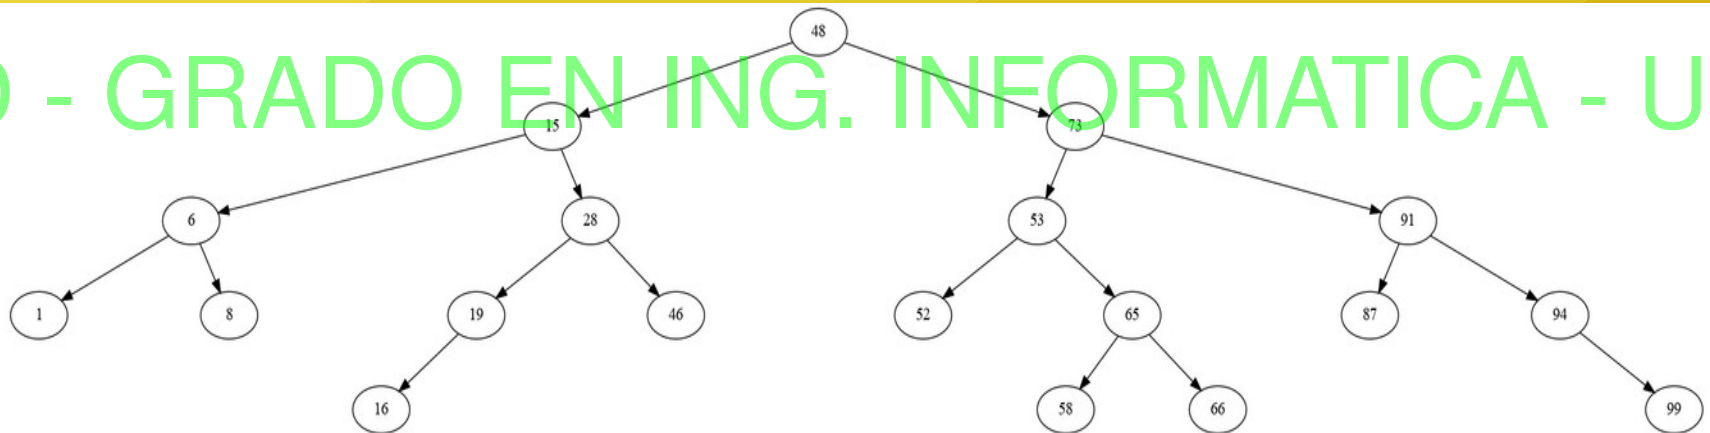 48
- GRADO EN ING. INFORMATICA - U
15 73
6 28 53 91
1 8 19 46 52 65 87 94
16 58 66 99